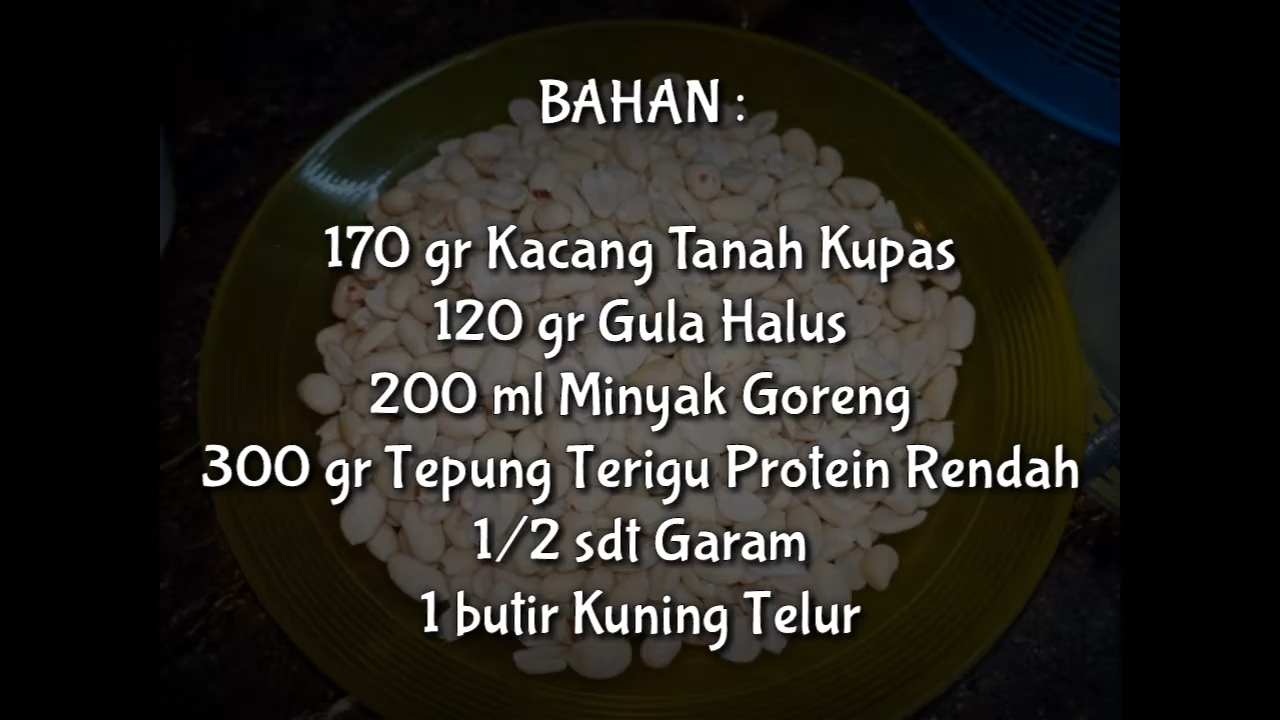 BAHAN :
170 gr Kacang Tanah Kupas
120 gr Gula Halus
200 ml Minyak Goreng
300 gr Tepung Terigu Protein Rendah
1/2 sdt Garam
1 butir Kuning Telur